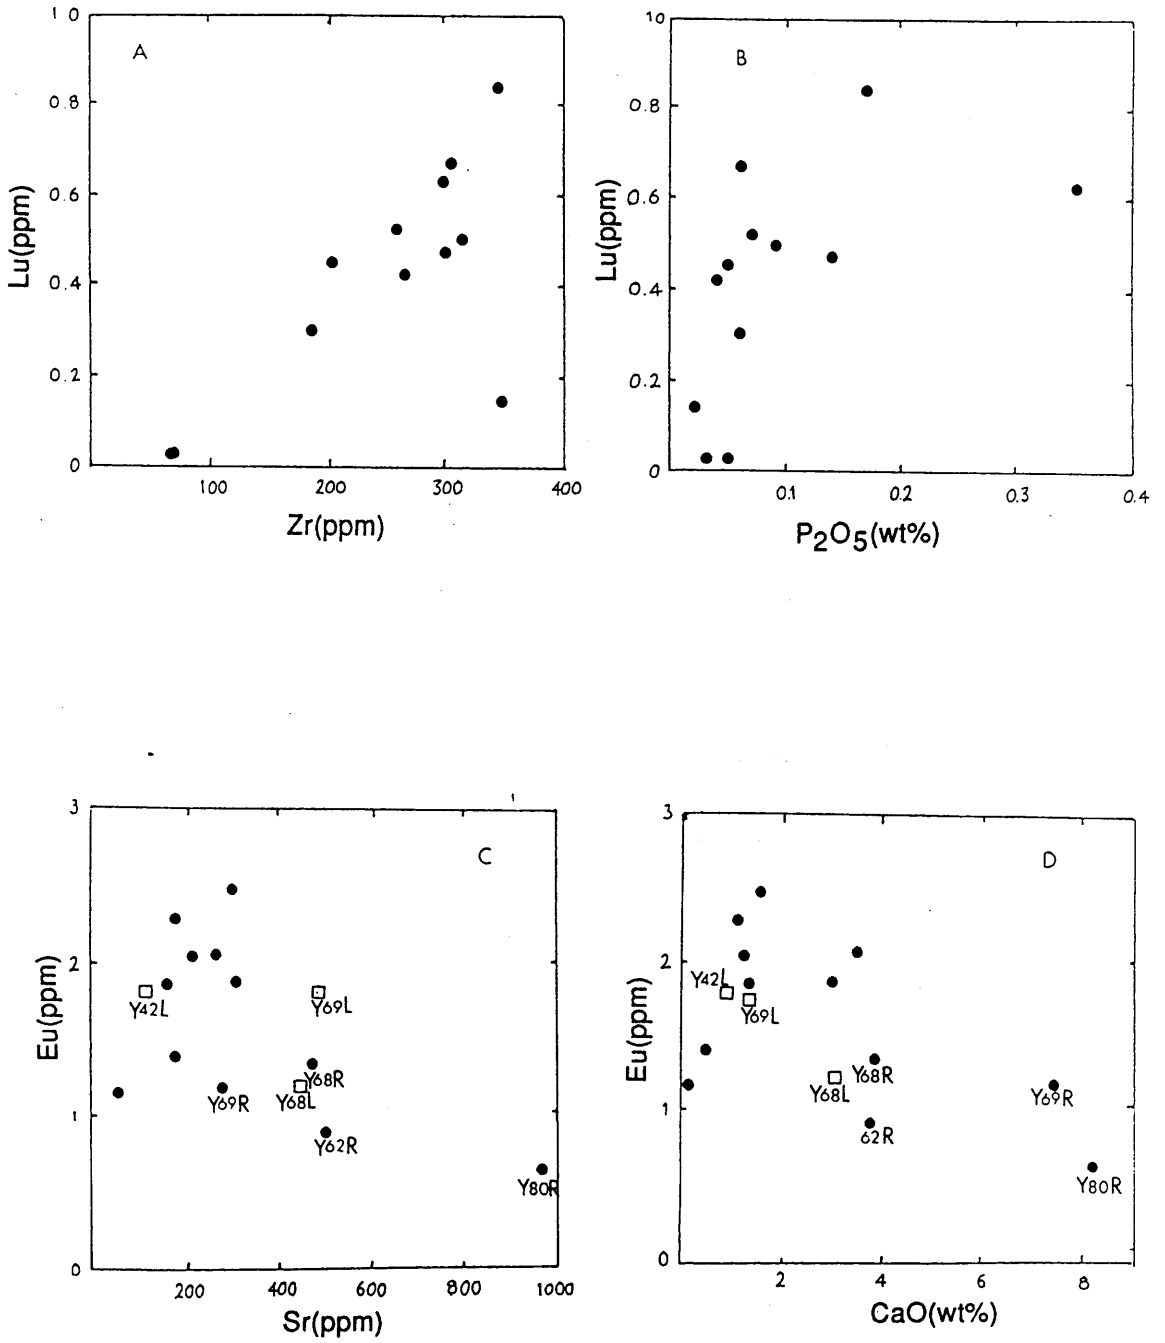 1 0
A
0.8
0.6
0.4
0.2
0
Lu(ppm)
100
200
300
400
Zr(ppm)
10
B
0.8
0.6
0.4
0.2
0
Lu(ppm)
0.1
0.2
0.3
0.4
P2O5(wt%)
3
C
2
1
0
Eu(ppm)
Y42L
Y69L
Y68R
Y69R
Y68L
Y62R
Y80R
200
400
600
800
1000
Sr(ppm)
3
D
2
1
0
Eu(ppm)
Y42L
Y69L
Y68R
Y68L
Y69R
62R
Y80R
2
4
6
8
CaO(wt%)